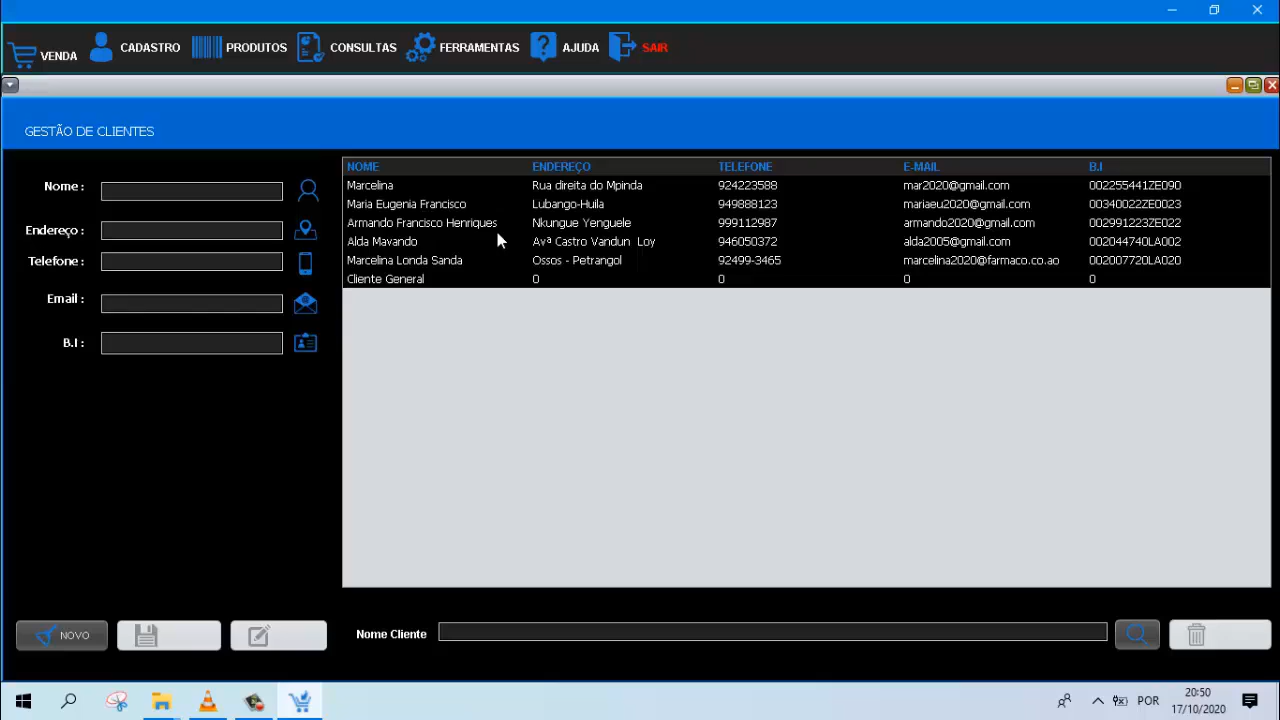 VENDA CADASTRO PRODUTOS CONSULTAS FERRAMENTAS AJUDA SAIR
GESTÃO DE CLIENTES
Nome :
Endereço :
Telefone :
Email :
B.I :
NOME ENDEREÇO TELEFONE E-MAIL B.I
Marcelina Rua direita do Mpinda 924223588 mar2020@gmail.com 002255441ZE090
Maria Eugenia Francisco Lubango-Huila 949888123 mariaeu2020@gmail.com 00340022ZE0023
Armando Francisco Henriques Nkungue Yenguele 999112987 armando2020@gmail.com 002991223ZE022
Alda Mavando Avª Castro Vandun Loy 946050372 alda2005@gmail.com 002044740LA002
Marcelina Londa Sanda Ossos - Petrangol 92499-3465 marcelina2020@farmaco.co.ao 002007720LA020
Cliente General 0 0 0 0
NOVO
Nome Cliente
POR
20:50
17/10/2020